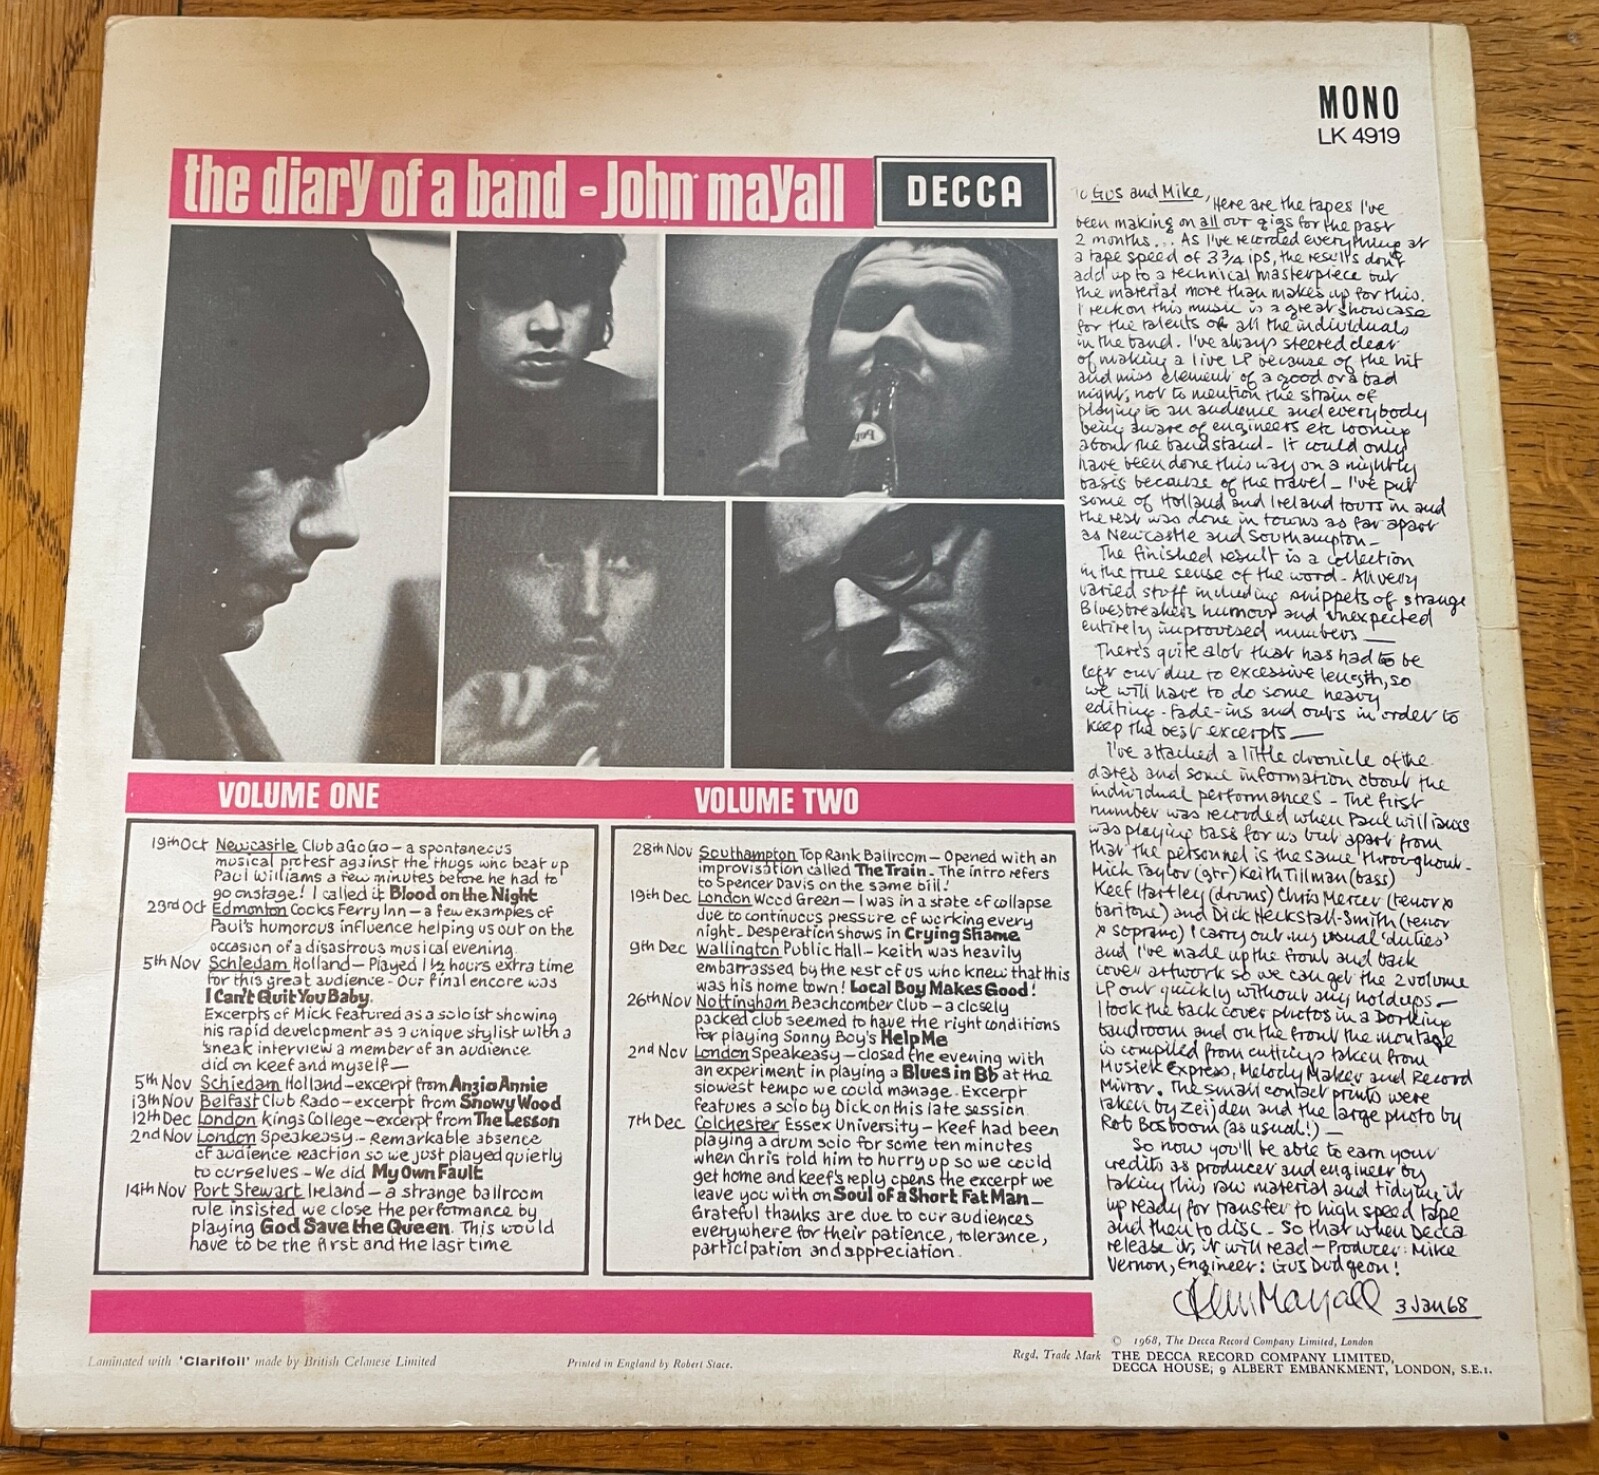 MONO
LK 4919
the diary of a band - John mayall
DECCA
to Gus and Mike,
Here are the tapes I've
been making on all our gigs for the past
2 months... As I've recorded everything at
a tape speed of 3 3/4 ips, the results don't
add up to a technical masterpiece but
the material more than makes up for this.
I reckon this music is a great showcase
for the talents of all the individuals
in the band. I've always steered clear
of making a live LP because of the hit
and miss element of a good or a bad
night, not to mention the strain of
playing to an audience and everybody
being aware of engineers etc looning
about the bandstand - It could only
have been done this way on a nightly
basis because of the travel - I've put
some of Holland and Ireland tours in and
the rest was done in towns as far apart
as Newcastle and Southampton -
The finished result is a collection
in the true sense of the word - All very
varied stuff including snippets of strange
Bluesbreakers humour and unexpected
entirely improvised numbers —
There's quite alot that has had to be
left out due to excessive length, so
we will have to do some heavy
editing - fade-ins and outs in order to
keep the best excerpts —
I've attached a little chronicle of the
dates and some information about the
individual performances - The first
number was recorded when Paul Williams
was playing bass for us but apart from
that the personnel is the same throughout -
Mick Taylor (gtr) Keith Tillman (bass)
Keef Hartley (drums) Chris Mercer (tenor &
baritone) and Dick Heckstall-Smith (tenor
& soprano) I carry out my usual 'duties'
and I've made up the front and back
cover artwork so we can get the 2 volume
LP out quickly without any holdups -
I took the back cover photos in a Dorking
bandroom and on the front the montage
is compiled from cuttings taken from
Musiek Express, Melody Maker and Record
Mirror. The small contact prints were
taken by Zeijden and the large photo by
Rob Bosboom (as usual!) —
So now you'll be able to earn your
credits as producer and engineer by
taking this raw material and tidying it
up ready for transfer to high speed tape
and then to disc - So that when Decca
release it, it will read - Producer: Mike
Vernon, Engineer: Gus Dudgeon!
John Mayall 3 Jan 68
VOLUME ONE
19th Oct Newcastle Club a Go Go - a spontaneous
musical protest against the thugs who beat up
Paul Williams a few minutes before he had to
go onstage! I called it Blood on the Night
23rd Oct Edmonton Cooks Ferry Inn - a few examples of
Paul's humorous influence helping us out on the
occasion of a disastrous musical evening.
5th Nov Schiedam Holland - Played 1 1/2 hours extra time
for this great audience - Our final encore was
I Can't Quit You Baby.
Excerpts of Mick featured as a soloist showing
his rapid development as a unique stylist with a
sneak interview a member of an audience
did on keef and myself —
5th Nov Schiedam Holland - excerpt from Anzio Annie
13th Nov Belfast Club Rado - excerpt from Snowy Wood
12th Dec London Kings College - excerpt from The Lesson
2nd Nov London Speakeasy - Remarkable absence
of audience reaction so we just played quietly
to ourselves - We did My Own Fault
14th Nov Port Stewart Ireland - a strange ballroom
rule insisted we close the performance by
playing God Save the Queen. This would
have to be the first and the last time
VOLUME TWO
28th Nov Southampton Top Rank Ballroom - Opened with an
improvisation called The Train - The intro refers
to Spencer Davis on the same bill!
19th Dec London Wood Green - I was in a state of collapse
due to continuous pressure of working every
night - Desperation shows in Crying Shame
9th Dec Wallington Public Hall - Keith was heavily
embarrassed by the rest of us who knew that this
was his home town! Local Boy Makes Good!
26th Nov Nottingham Beachcomber Club - a closely
packed club seemed to have the right conditions
for playing Sonny Boy's Help Me
2nd Nov London Speakeasy - closed the evening with
an experiment in playing a Blues in Bb at the
slowest tempo we could manage. Excerpt
features a solo by Dick on this late session.
7th Dec Colchester Essex University - Keef had been
playing a drum solo for some ten minutes
when Chris told him to hurry up so we could
get home and keef's reply opens the excerpt we
leave you with on Soul of a Short Fat Man —
Grateful thanks are due to our audiences
everywhere for their patience, tolerance,
participation and appreciation.
Laminated with 'Clarifoil' made by British Celanese Limited
Printed in England by Robert Stace.
Regd. Trade Mark
© 1968, The Decca Record Company Limited, London
THE DECCA RECORD COMPANY LIMITED,
DECCA HOUSE, 9 ALBERT EMBANKMENT, LONDON, S.E.1.